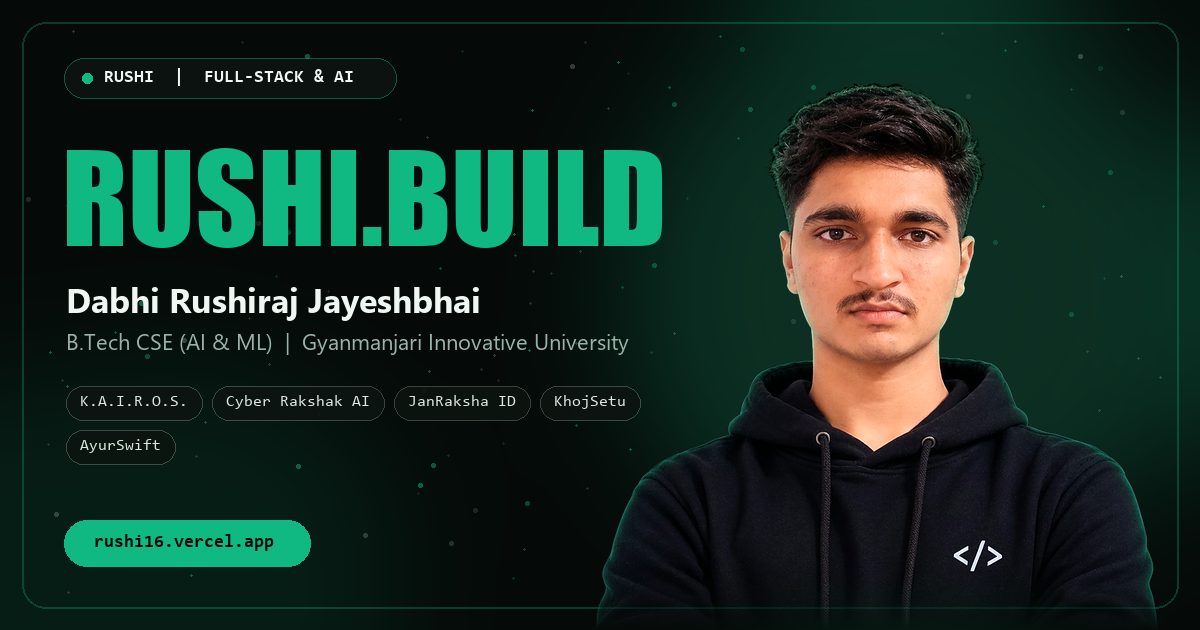 RUSHI | FULL-STACK & AI
RUSHI.BUILD
Dabhi Rushiraj Jayeshbhai
B.Tech CSE (AI & ML) | Gyanmanjari Innovative University
K.A.I.R.O.S. Cyber Rakshak AI JanRaksha ID KhojSetu
AyurSwift
rushi16.vercel.app
</>